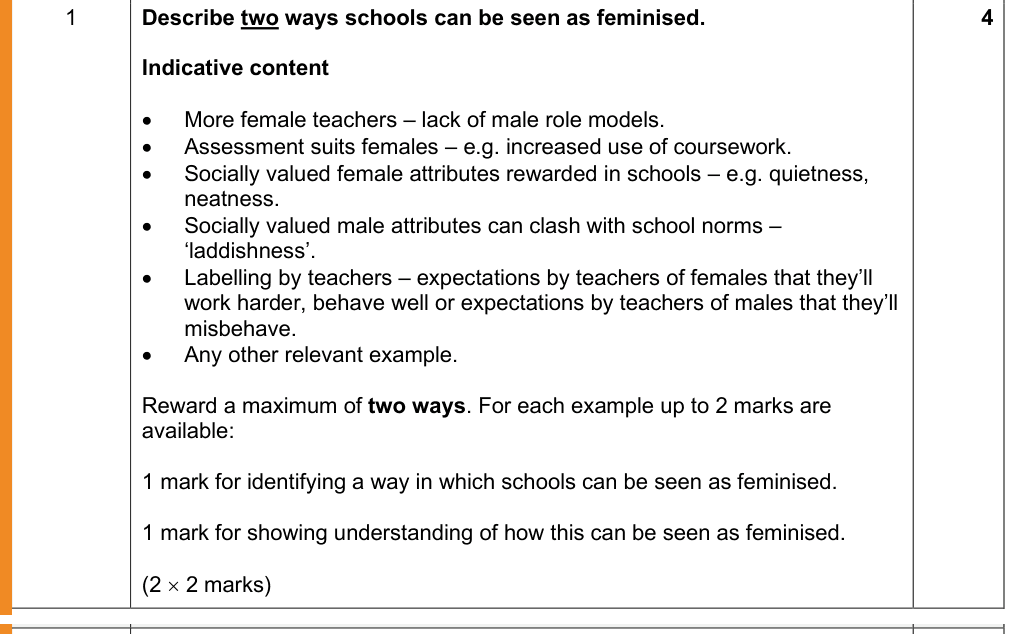 1 Describe two ways schools can be seen as feminised. 4
Indicative content
• More female teachers – lack of male role models.
• Assessment suits females – e.g. increased use of coursework.
• Socially valued female attributes rewarded in schools – e.g. quietness,
neatness.
• Socially valued male attributes can clash with school norms –
‘laddishness’.
• Labelling by teachers – expectations by teachers of females that they’ll
work harder, behave well or expectations by teachers of males that they’ll
misbehave.
• Any other relevant example.
Reward a maximum of two ways. For each example up to 2 marks are
available:
1 mark for identifying a way in which schools can be seen as feminised.
1 mark for showing understanding of how this can be seen as feminised.
(2 × 2 marks)